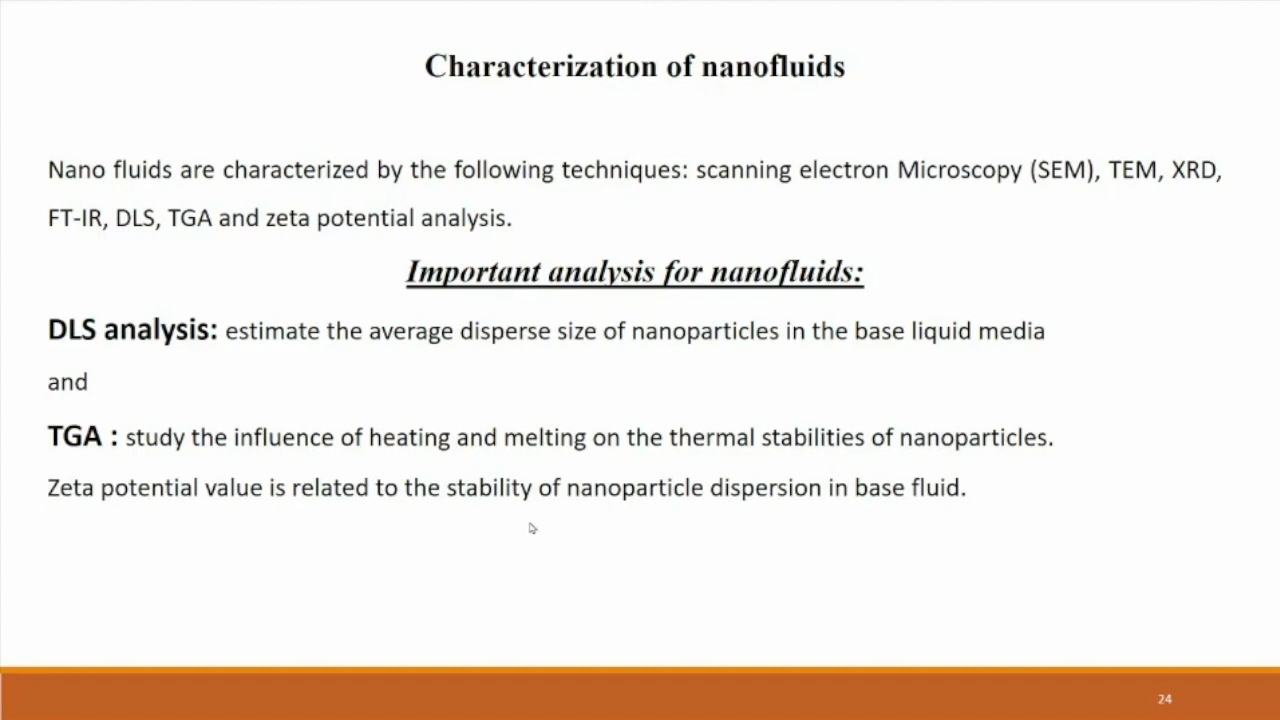 Characterization of nanofluids
Nano fluids are characterized by the following techniques: scanning electron Microscopy (SEM), TEM, XRD,
FT-IR, DLS, TGA and zeta potential analysis.
Important analysis for nanofluids:
DLS analysis: estimate the average disperse size of nanoparticles in the base liquid media
and
TGA : study the influence of heating and melting on the thermal stabilities of nanoparticles.
Zeta potential value is related to the stability of nanoparticle dispersion in base fluid.
24